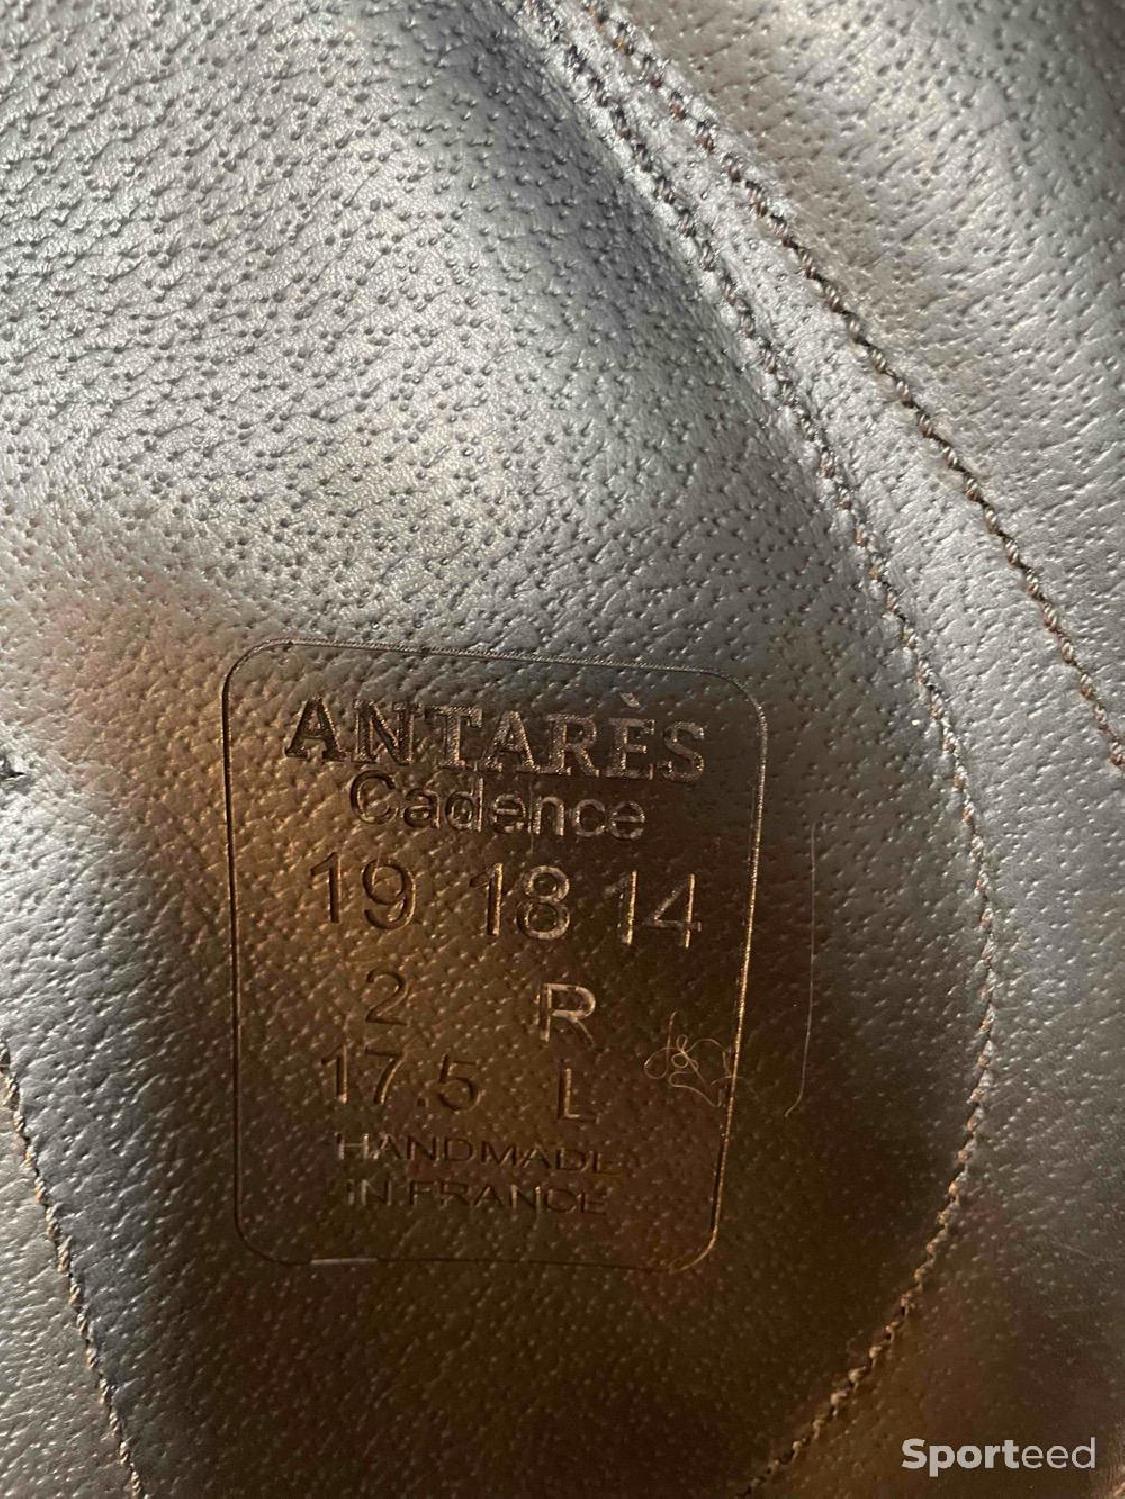 ANTARÈS
Cadence
19 18 14
2 R
17.5 L
HANDMADE
IN FRANCE
Sporteed